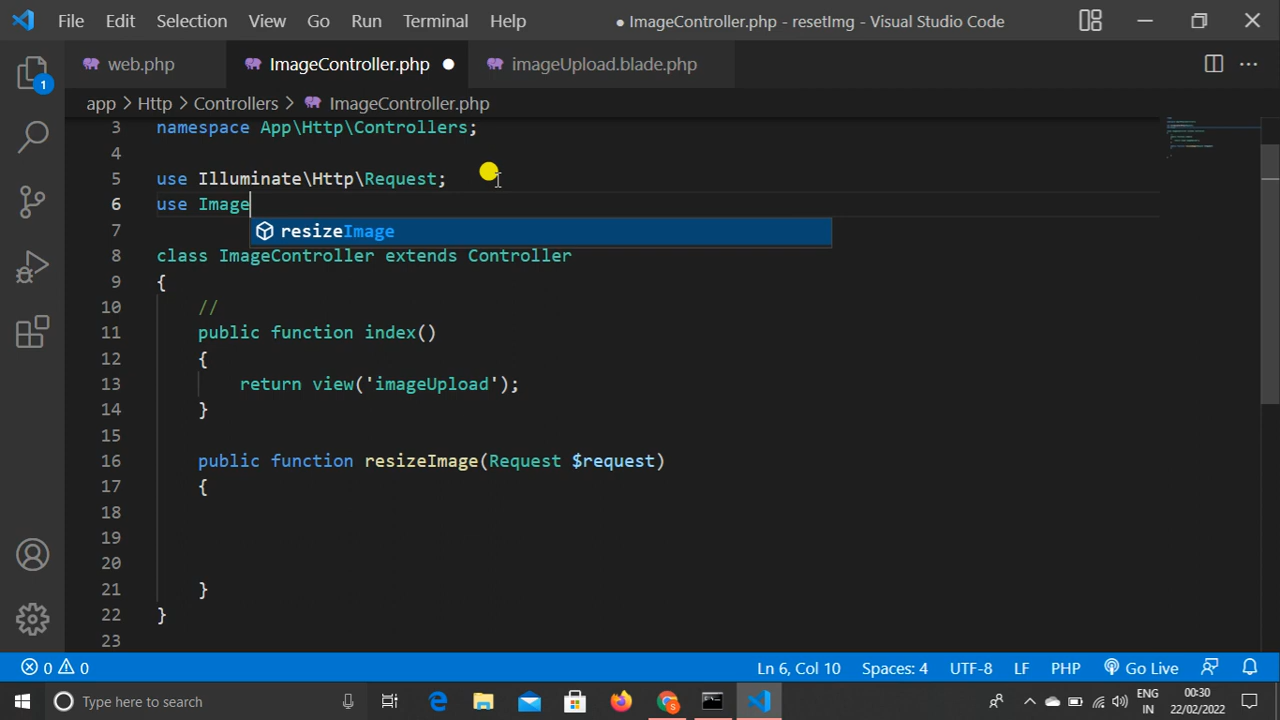 File Edit Selection View Go Run Terminal Help ● ImageController.php - resetImg - Visual Studio Code
web.php ImageController.php ● imageUpload.blade.php
1
app > Http > Controllers > ImageController.php
3 namespace App\Http\Controllers;
4
5 use Illuminate\Http\Request;
6 use Image
7 resizeImage
8 class ImageController extends Controller
9 {
10 //
11 public function index()
12 {
13 return view('imageUpload');
14 }
15
16 public function resizeImage(Request $request)
17 {
18
19
20
21 }
22 }
23
0 0 Ln 6, Col 10 Spaces: 4 UTF-8 LF PHP Go Live
Type here to search ENG 00:30
IN 22/02/2022